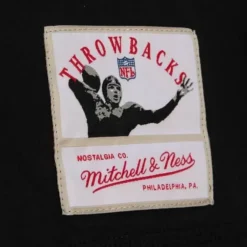 THROWBACKS
NFL
NOSTALGIA CO.
Mitchell & Ness
PHILADELPHIA, PA.